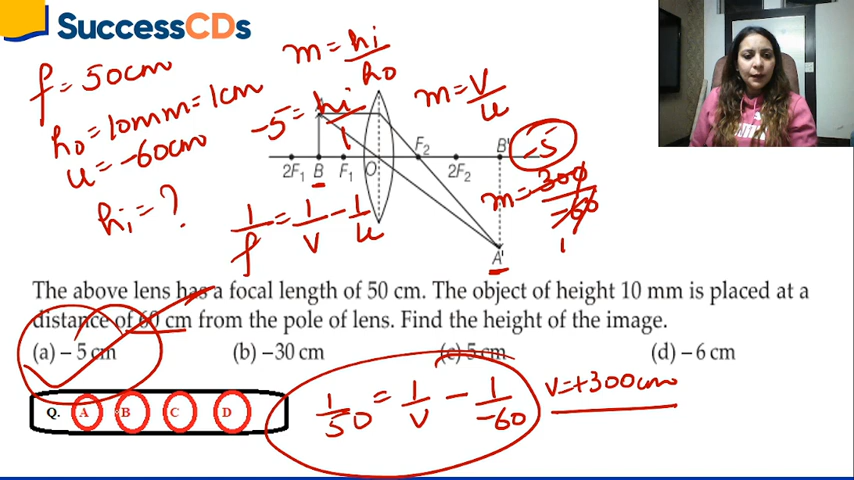 SuccessCDs
f = 50cm
h₀ = 10mm = 1cm
u = -60cm
hᵢ = ?
m = hi/h₀
-5 = hi/1
m = v/u
-5
m = -300/-60
1
1/f = 1/v - 1/u
2F₁ B F₁ O F₂ 2F₂ B'
A'
The above lens has a focal length of 50 cm. The object of height 10 mm is placed at a
distance of 60 cm from the pole of lens. Find the height of the image.
(a) – 5 cm (b) –30 cm (c) 5 cm (d) – 6 cm
Q. A B C D
1/50 = 1/v - 1/-60
v = +300cm